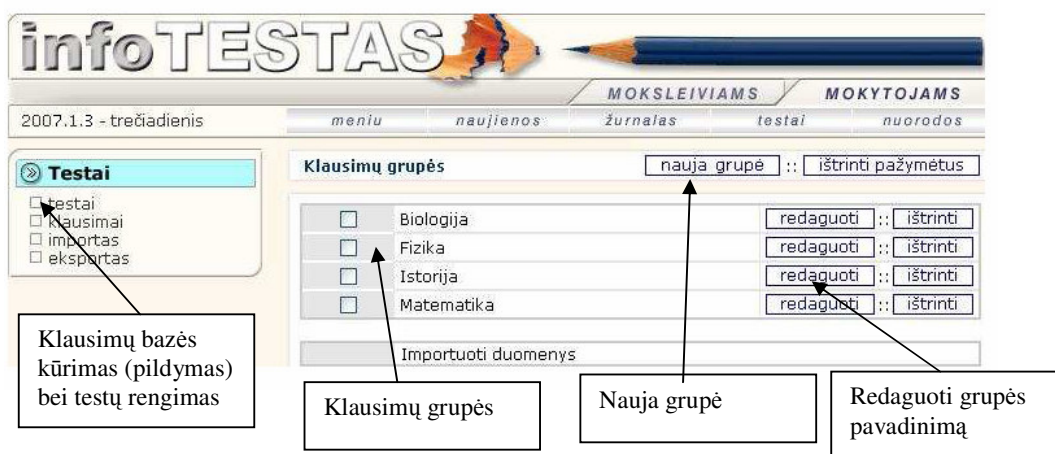 infoTESTAS
MOKSLEIVIAMS MOKYTOJAMS
2007.1.3 - trečiadienis meniu naujienos žurnalas testai nuorodos
Testai
testai
klausimai
importas
eksportas
Klausimų grupės nauja grupė :: ištrinti pažymėtus
Biologija redaguoti :: ištrinti
Fizika redaguoti :: ištrinti
Istorija redaguoti :: ištrinti
Matematika redaguoti :: ištrinti
Importuoti duomenys
Klausimų bazės
kūrimas (pildymas)
bei testų rengimas
Klausimų grupės
Nauja grupė
Redaguoti grupės
pavadinimą